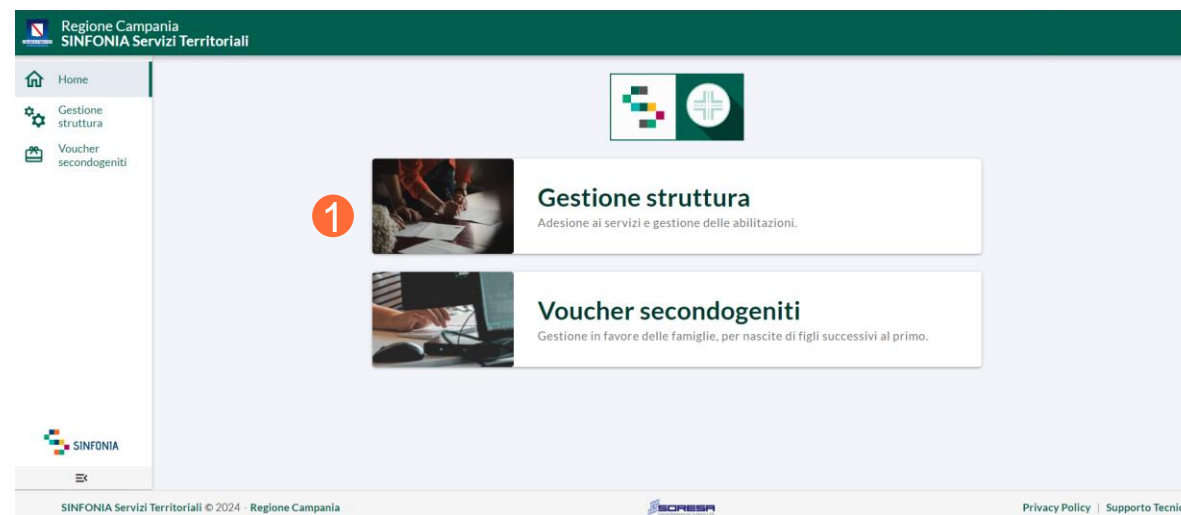 Regione Campania
SINFONIA Servizi Territoriali
Home
Gestione
struttura
Voucher
secondogeniti
1
Gestione struttura
Adesione ai servizi e gestione delle abilitazioni.
Voucher secondogeniti
Gestione in favore delle famiglie, per nascite di figli successivi al primo.
SINFONIA
SINFONIA Servizi Territoriali © 2024 - Regione Campania
SORESA
Privacy Policy | Supporto Tecni